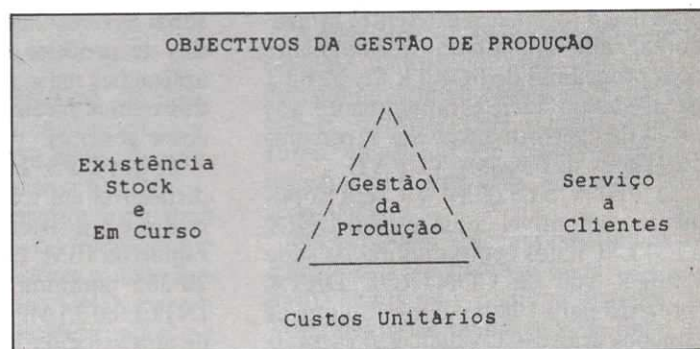 OBJECTIVOS DA GESTÃO DE PRODUÇÃO
Existência
Stock
e
Em Curso
Gestão
da
Produção
Serviço
a
Clientes
Custos Unitários